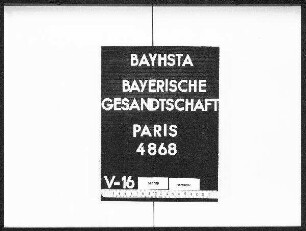 BAYHSTA
BAYERISCHE
GESANDTSCHAFT
PARIS
4868
V-16